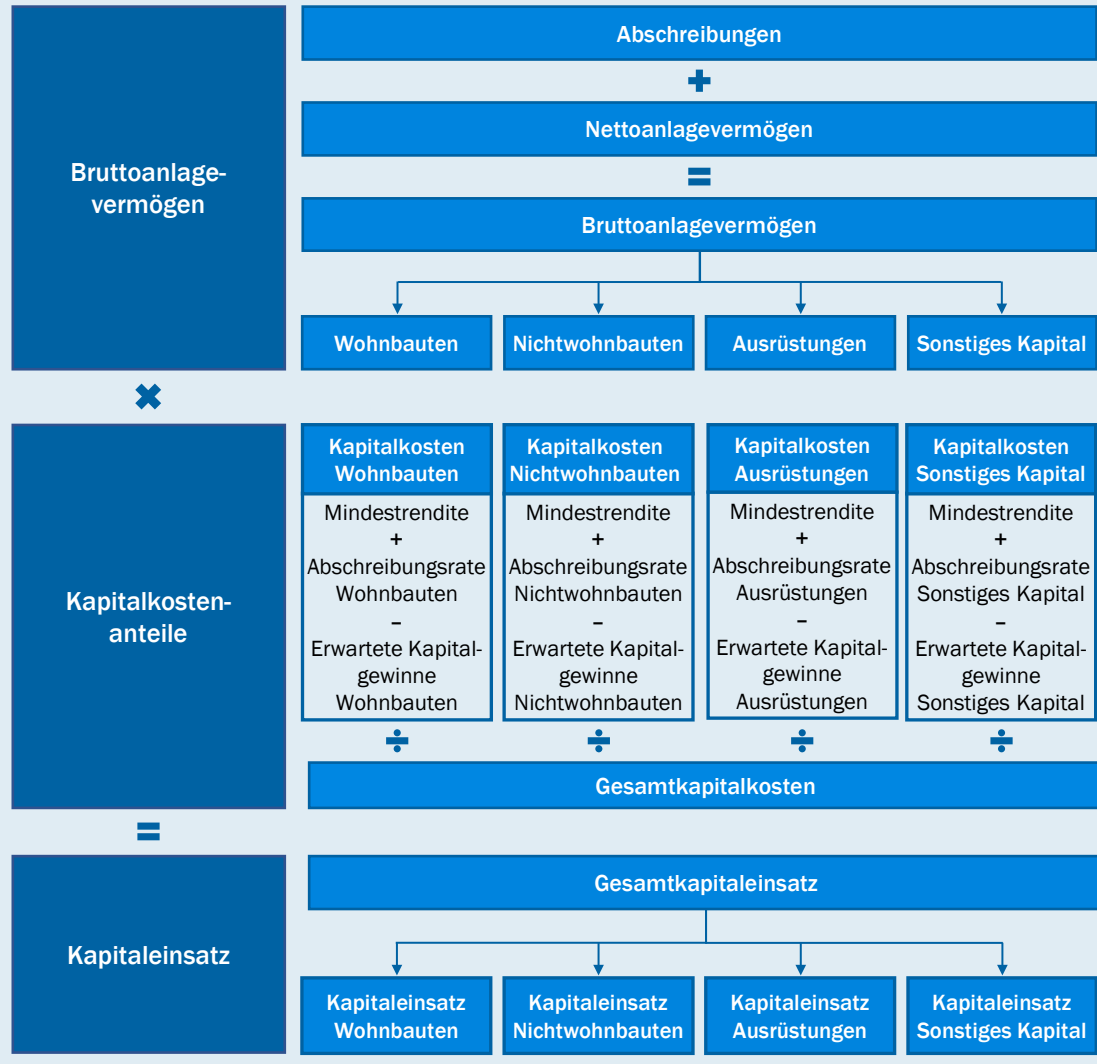 Bruttoanlage-
vermögen
Abschreibungen
+
Nettoanlagevermögen
=
Bruttoanlagevermögen
Wohnbauten
Nichtwohnbauten
Ausrüstungen
Sonstiges Kapital
×
Kapitalkosten-
anteile
Kapitalkosten
Wohnbauten
Mindestrendite
+
Abschreibungsrate
Wohnbauten
–
Erwartete Kapital-
gewinne
Wohnbauten
÷
Kapitalkosten
Nichtwohnbauten
Mindestrendite
+
Abschreibungsrate
Nichtwohnbauten
–
Erwartete Kapital-
gewinne
Nichtwohnbauten
÷
Kapitalkosten
Ausrüstungen
Mindestrendite
+
Abschreibungsrate
Ausrüstungen
–
Erwartete Kapital-
gewinne
Ausrüstungen
÷
Kapitalkosten
Sonstiges Kapital
Mindestrendite
+
Abschreibungsrate
Sonstiges Kapital
–
Erwartete Kapital-
gewinne
Sonstiges Kapital
÷
Gesamtkapitalkosten
=
Kapitaleinsatz
Gesamtkapitaleinsatz
Kapitaleinsatz
Wohnbauten
Kapitaleinsatz
Nichtwohnbauten
Kapitaleinsatz
Ausrüstungen
Kapitaleinsatz
Sonstiges Kapital